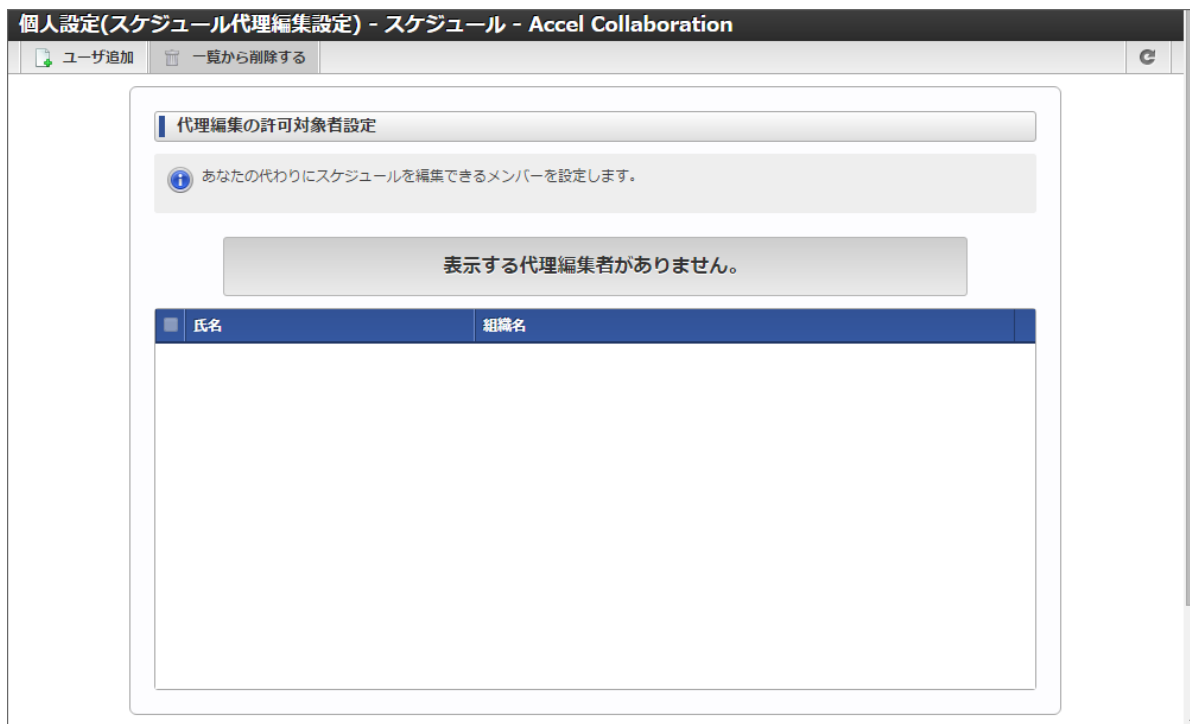 個人設定(スケジュール代理編集設定) - スケジュール - Accel Collaboration
ユーザ追加 一覧から削除する
代理編集の許可対象者設定
あなたの代わりにスケジュールを編集できるメンバーを設定します。
表示する代理編集者がありません。
氏名 組織名